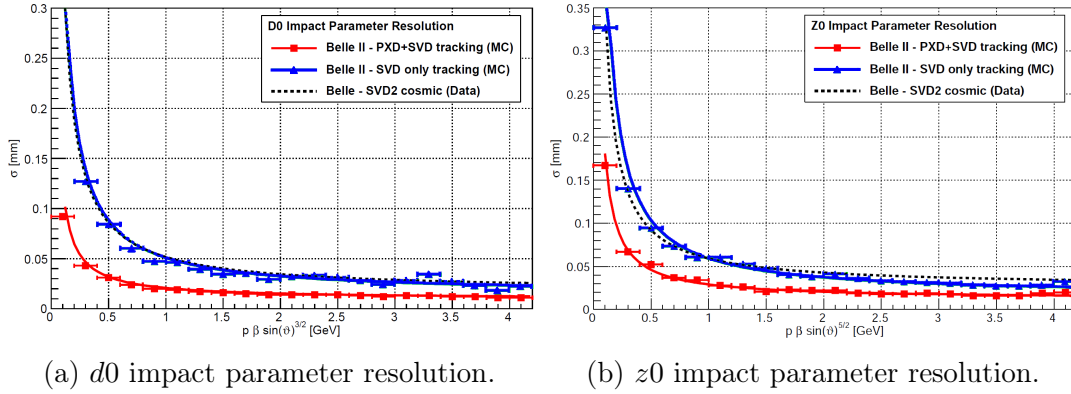 D0 Impact Parameter Resolution
Belle II - PXD+SVD tracking (MC)
Belle II - SVD only tracking (MC)
Belle - SVD2 cosmic (Data)
σ [mm]
0.3
0.25
0.2
0.15
0.1
0.05
0
0 0.5 1 1.5 2 2.5 3 3.5 4
p β sin(ϑ)^3/2 [GeV]
(a) d0 impact parameter resolution.
Z0 Impact Parameter Resolution
Belle II - PXD+SVD tracking (MC)
Belle II - SVD only tracking (MC)
Belle - SVD2 cosmic (Data)
σ [mm]
0.35
0.3
0.25
0.2
0.15
0.1
0.05
0
0 0.5 1 1.5 2 2.5 3 3.5 4
p β sin(ϑ)^5/2 [GeV]
(b) z0 impact parameter resolution.